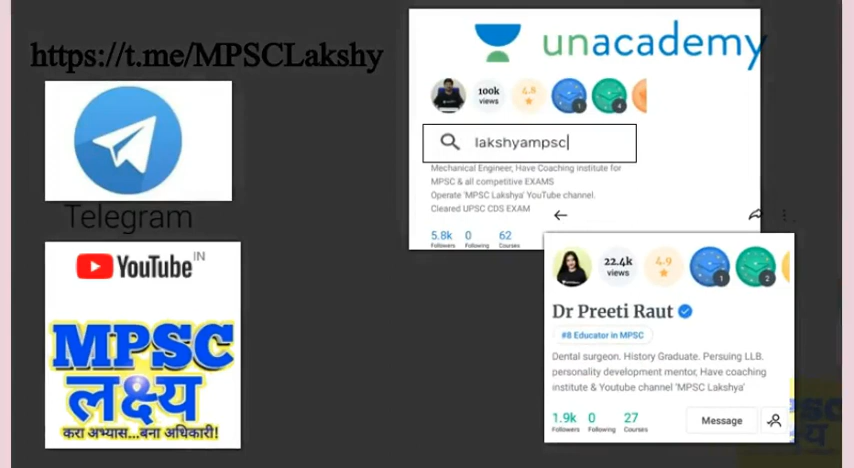 https://t.me/MPSCLakshy
Telegram
YouTube IN
MPSC
लक्ष्य
करा अभ्यास...बना अधिकारी!
unacademy
100k
views
4.8
1
4
lakshyampsc
Mechanical Engineer, Have Coaching institute for
MPSC & all competitive EXAMS
Operate 'MPSC Lakshya' YouTube channel.
Cleared UPSC CDS EXAM
5.8k 0 62
Followers Following Courses
22.4k
views
4.9
1
2
Dr Preeti Raut
#8 Educator in MPSC
Dental surgeon. History Graduate. Persuing LLB.
personality development mentor, Have coaching
institute & Youtube channel 'MPSC Lakshya'
1.9k 0 27
Followers Following Courses
Message